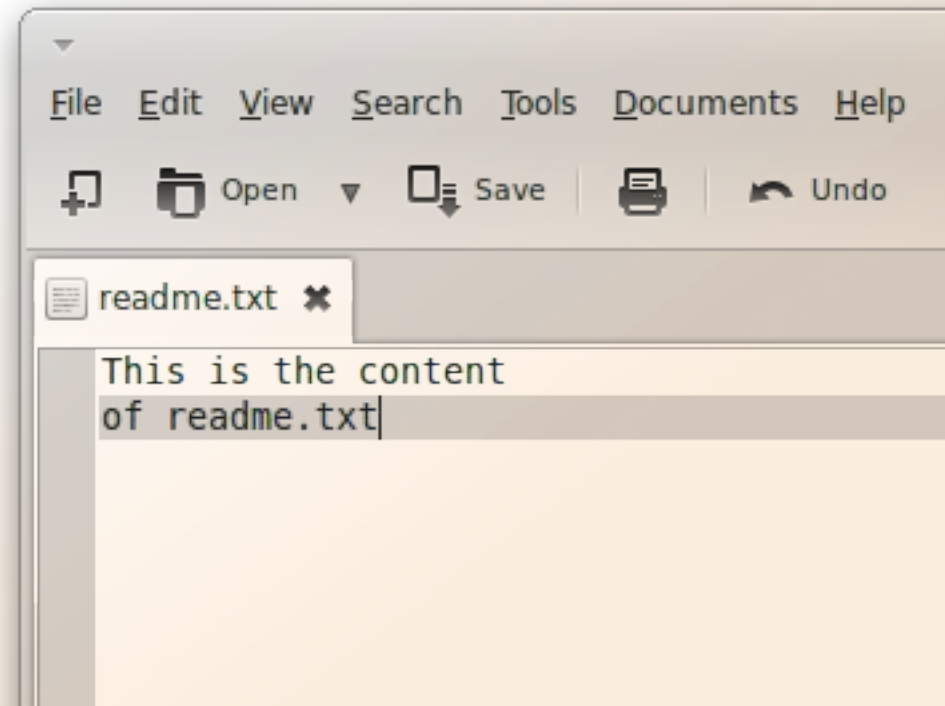 File Edit View Search Tools Documents Help
Open Save Undo
readme.txt
This is the content
of readme.txt